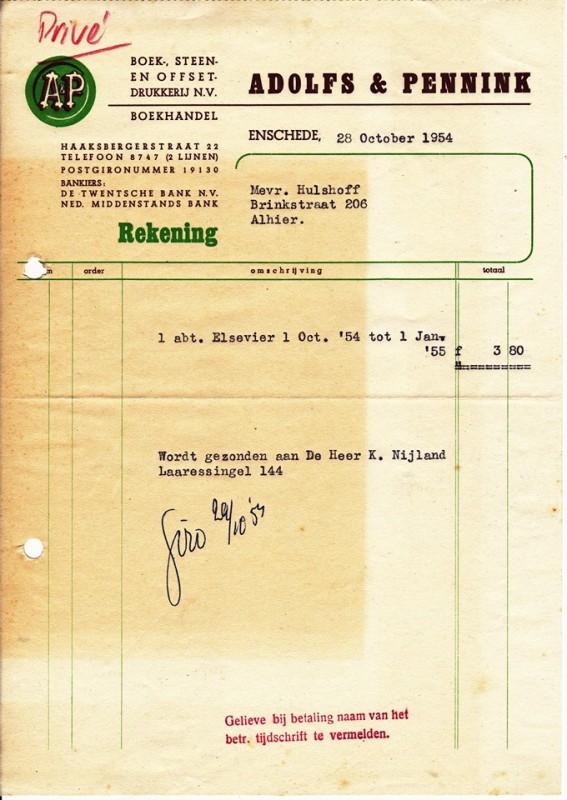 Privé
A&P
BOEK-, STEEN-
EN OFFSET-
DRUKKERIJ N.V.
BOEKHANDEL
ADOLFS & PENNINK
HAAKSBERGERSTRAAT 22
TELEFOON 8747 (2 LIJNEN)
POSTGIRONUMMER 19130
BANKIERS:
DE TWENTSCHE BANK N.V.
NED. MIDDENSTANDS BANK
ENSCHEDE, 28 October 1954
Mevr. Hulshoff
Brinkstraat 206
Alhier.
Rekening
order omschrijving totaal
1 abt. Elsevier 1 Oct. '54 tot 1 Jan.
'55 f 3 80
Wordt gezonden aan De Heer K. Nijland
Laaressingel 144
Giro 29/10 '54
Gelieve bij betaling naam van het
betr. tijdschrift te vermelden.